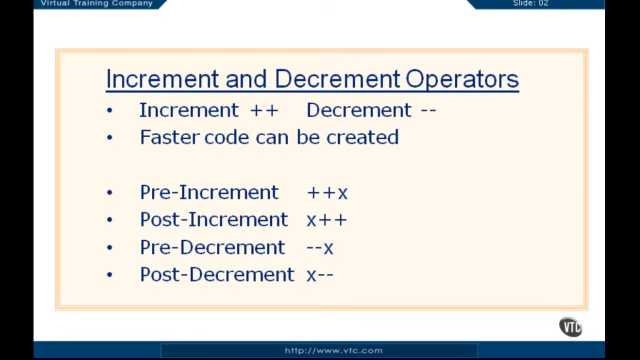 Virtual Training Company Slide: 02
Increment and Decrement Operators
• Increment ++ Decrement --
• Faster code can be created
• Pre-Increment ++x
• Post-Increment x++
• Pre-Decrement --x
• Post-Decrement x--
VTC
http://www.vtc.com